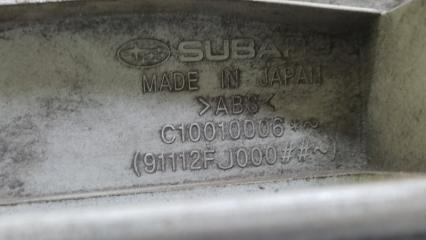 SUBARU
MADE IN JAPAN
>ABS<
C10010006*~
(91112FJ000##~)